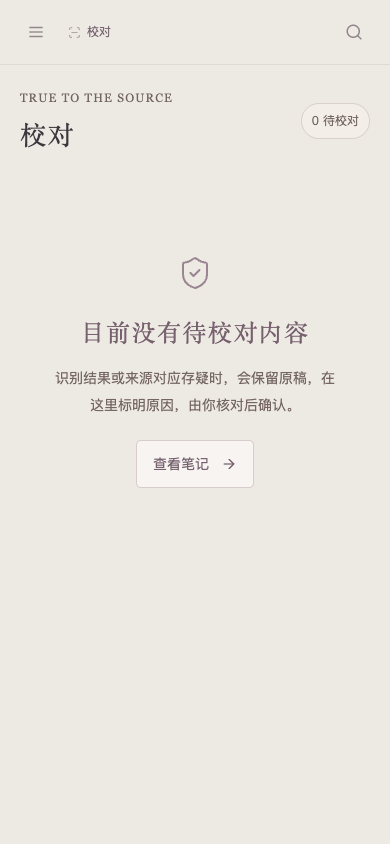 校对
TRUE TO THE SOURCE
校对
0 待校对
目前没有待校对内容
识别结果或来源对应存疑时，会保留原稿，在
这里标明原因，由你核对后确认。
查看笔记